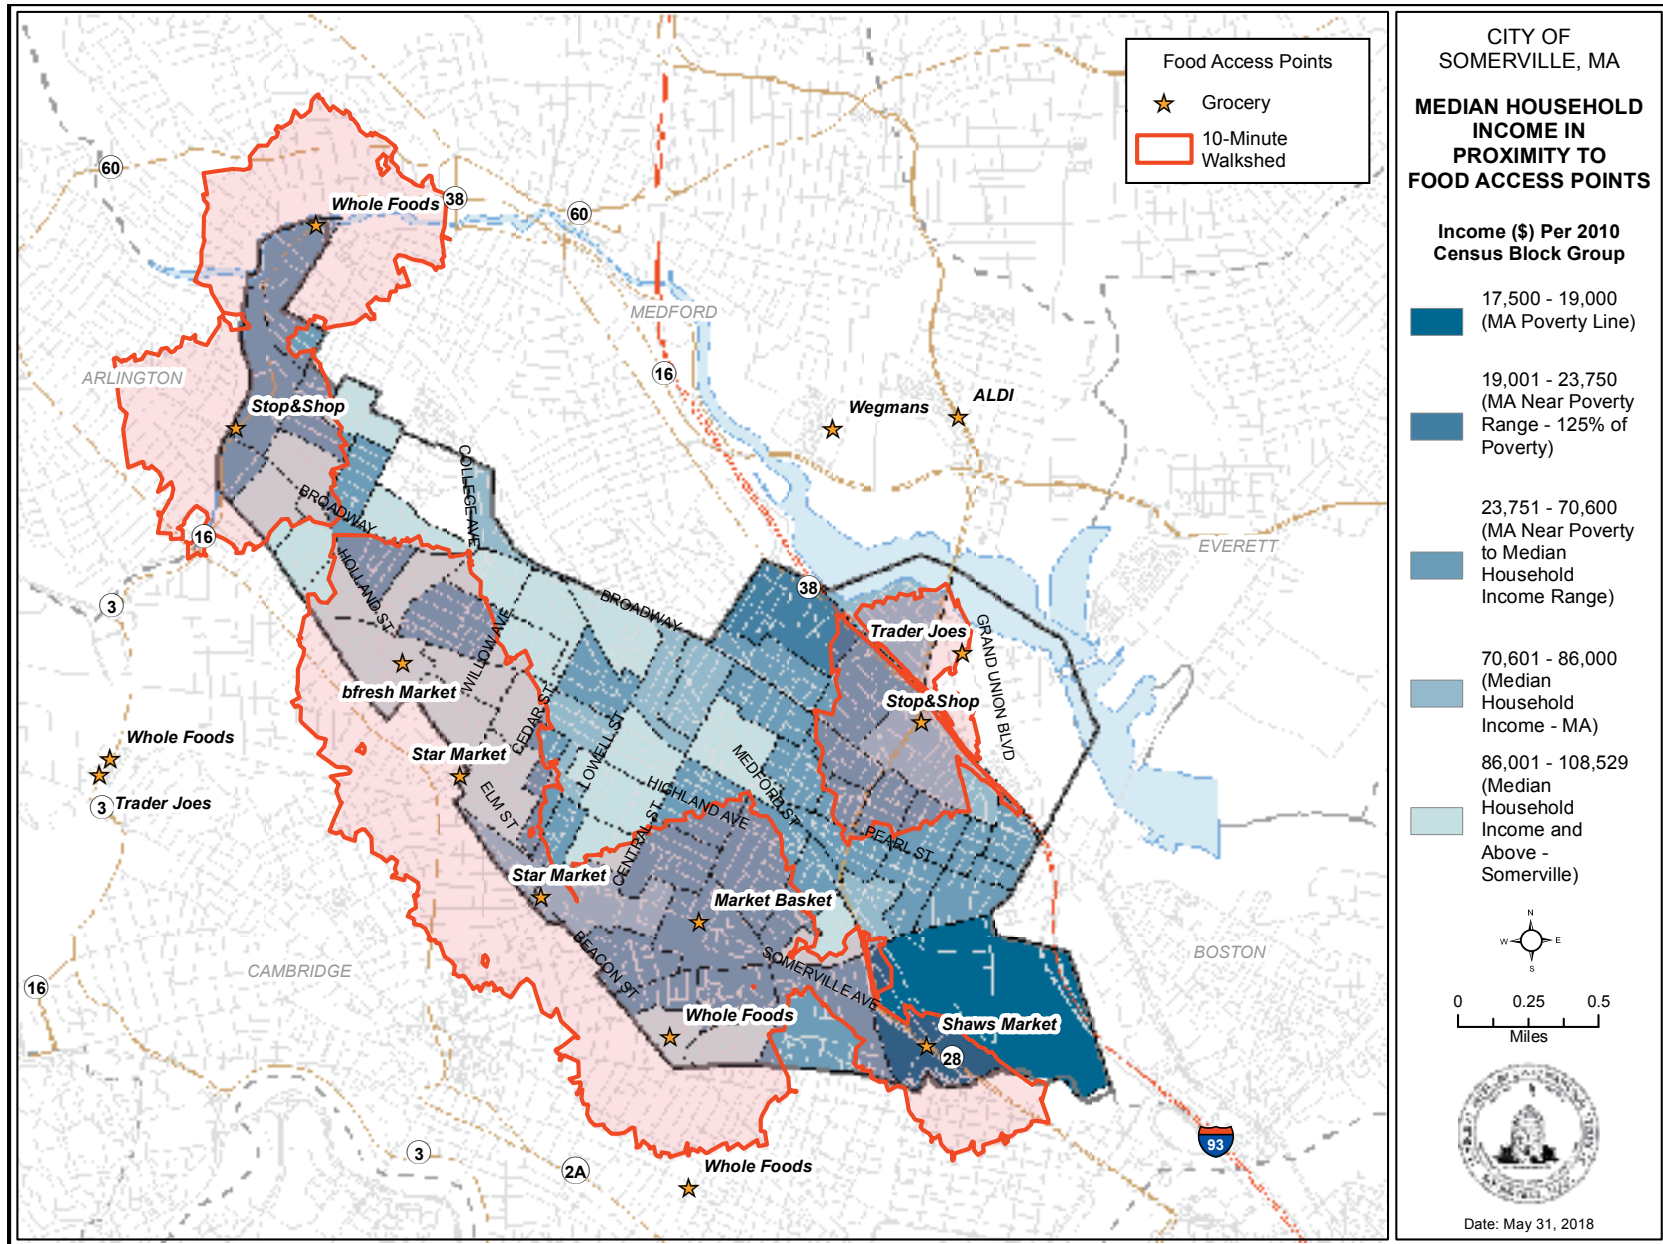 Food Access Points
Grocery
10-Minute
Walkshed
60
Whole Foods
38
60
MEDFORD
16
ARLINGTON
Stop&Shop
Wegmans
ALDI
COLLEGE AVE
BROADWAY
16
EVERETT
HOLLAND ST
3
38
BROADWAY
WILLOW AVE
Trader Joes
GRAND UNION BLVD
bfresh Market
Stop&Shop
CEDAR ST
LOWELL ST
Whole Foods
Star Market
MEDFORD ST
3
Trader Joes
ELM ST
HIGHLAND AVE
CENTRAL ST
PEARL ST
Star Market
Market Basket
BEACON ST
SOMERVILLE AVE
BOSTON
CAMBRIDGE
16
Whole Foods
Shaws Market
28
93
3
2A
Whole Foods
CITY OF
SOMERVILLE, MA
MEDIAN HOUSEHOLD
INCOME IN
PROXIMITY TO
FOOD ACCESS POINTS
Income ($) Per 2010
Census Block Group
17,500 - 19,000
(MA Poverty Line)
19,001 - 23,750
(MA Near Poverty
Range - 125% of
Poverty)
23,751 - 70,600
(MA Near Poverty
to Median
Household
Income Range)
70,601 - 86,000
(Median
Household
Income - MA)
86,001 - 108,529
(Median
Household
Income and
Above -
Somerville)
N
W E
S
0 0.25 0.5
Miles
Date: May 31, 2018